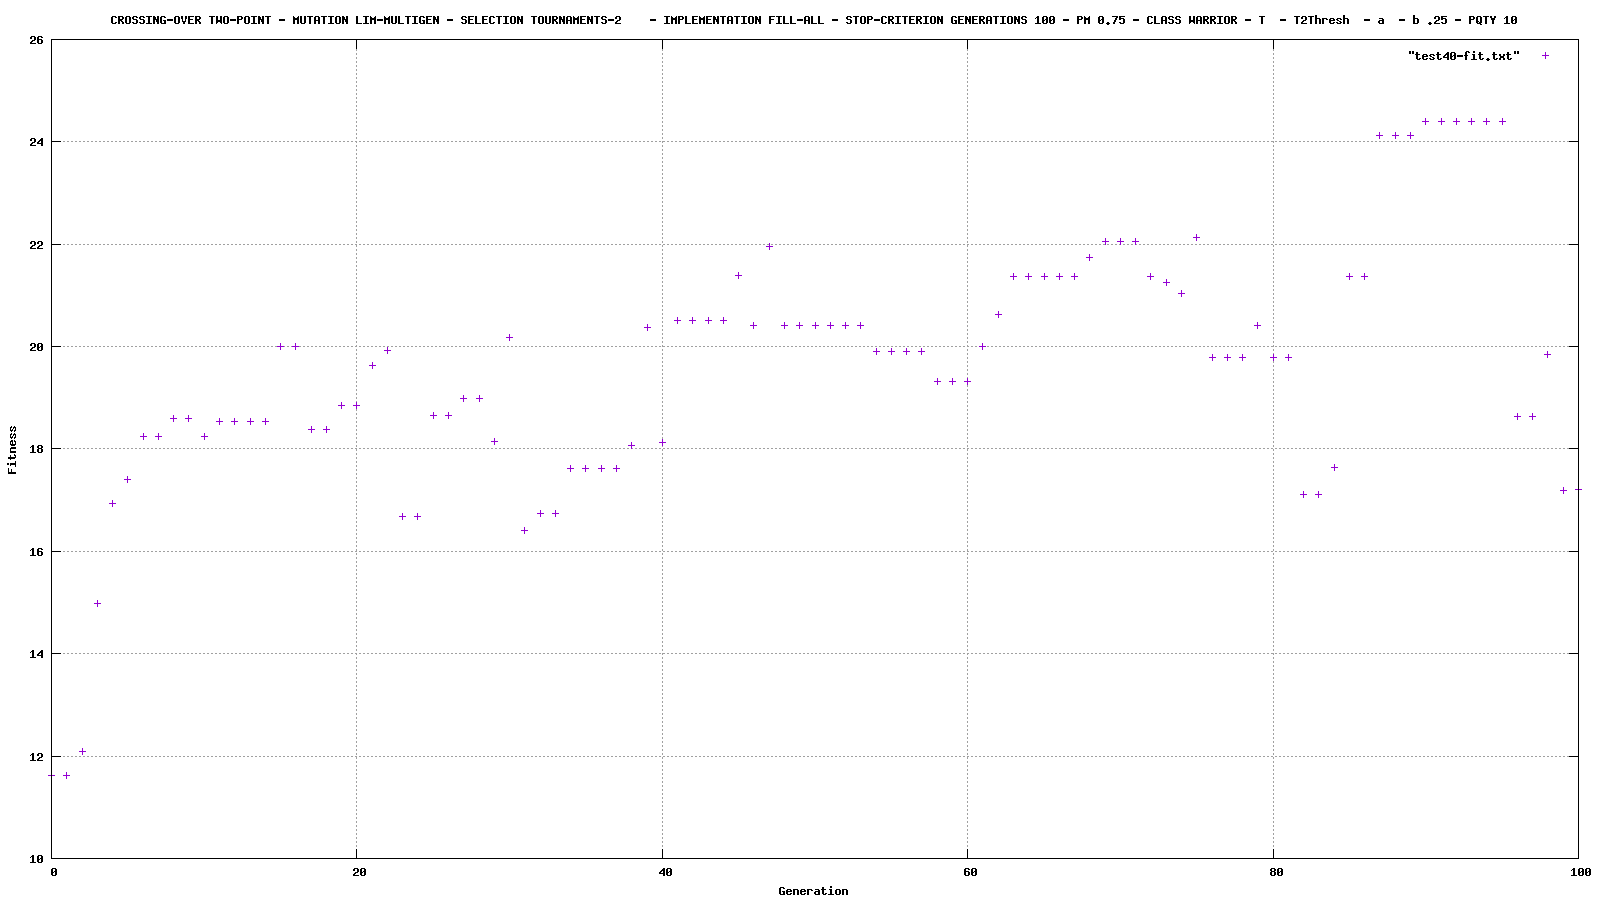 CROSSING-OVER TWO-POINT - MUTATION LIM-MULTIGEN - SELECTION TOURNAMENTS-2    - IMPLEMENTATION FILL-ALL - STOP-CRITERION GENERATIONS 100 - PM 0.75 - CLASS WARRIOR - T  - T2Thresh  - a  - b .25 - PQTY 10
"test40-fit.txt"
26
24
22
20
18
16
14
12
10
Fitness
0 20 40 60 80 100
Generation